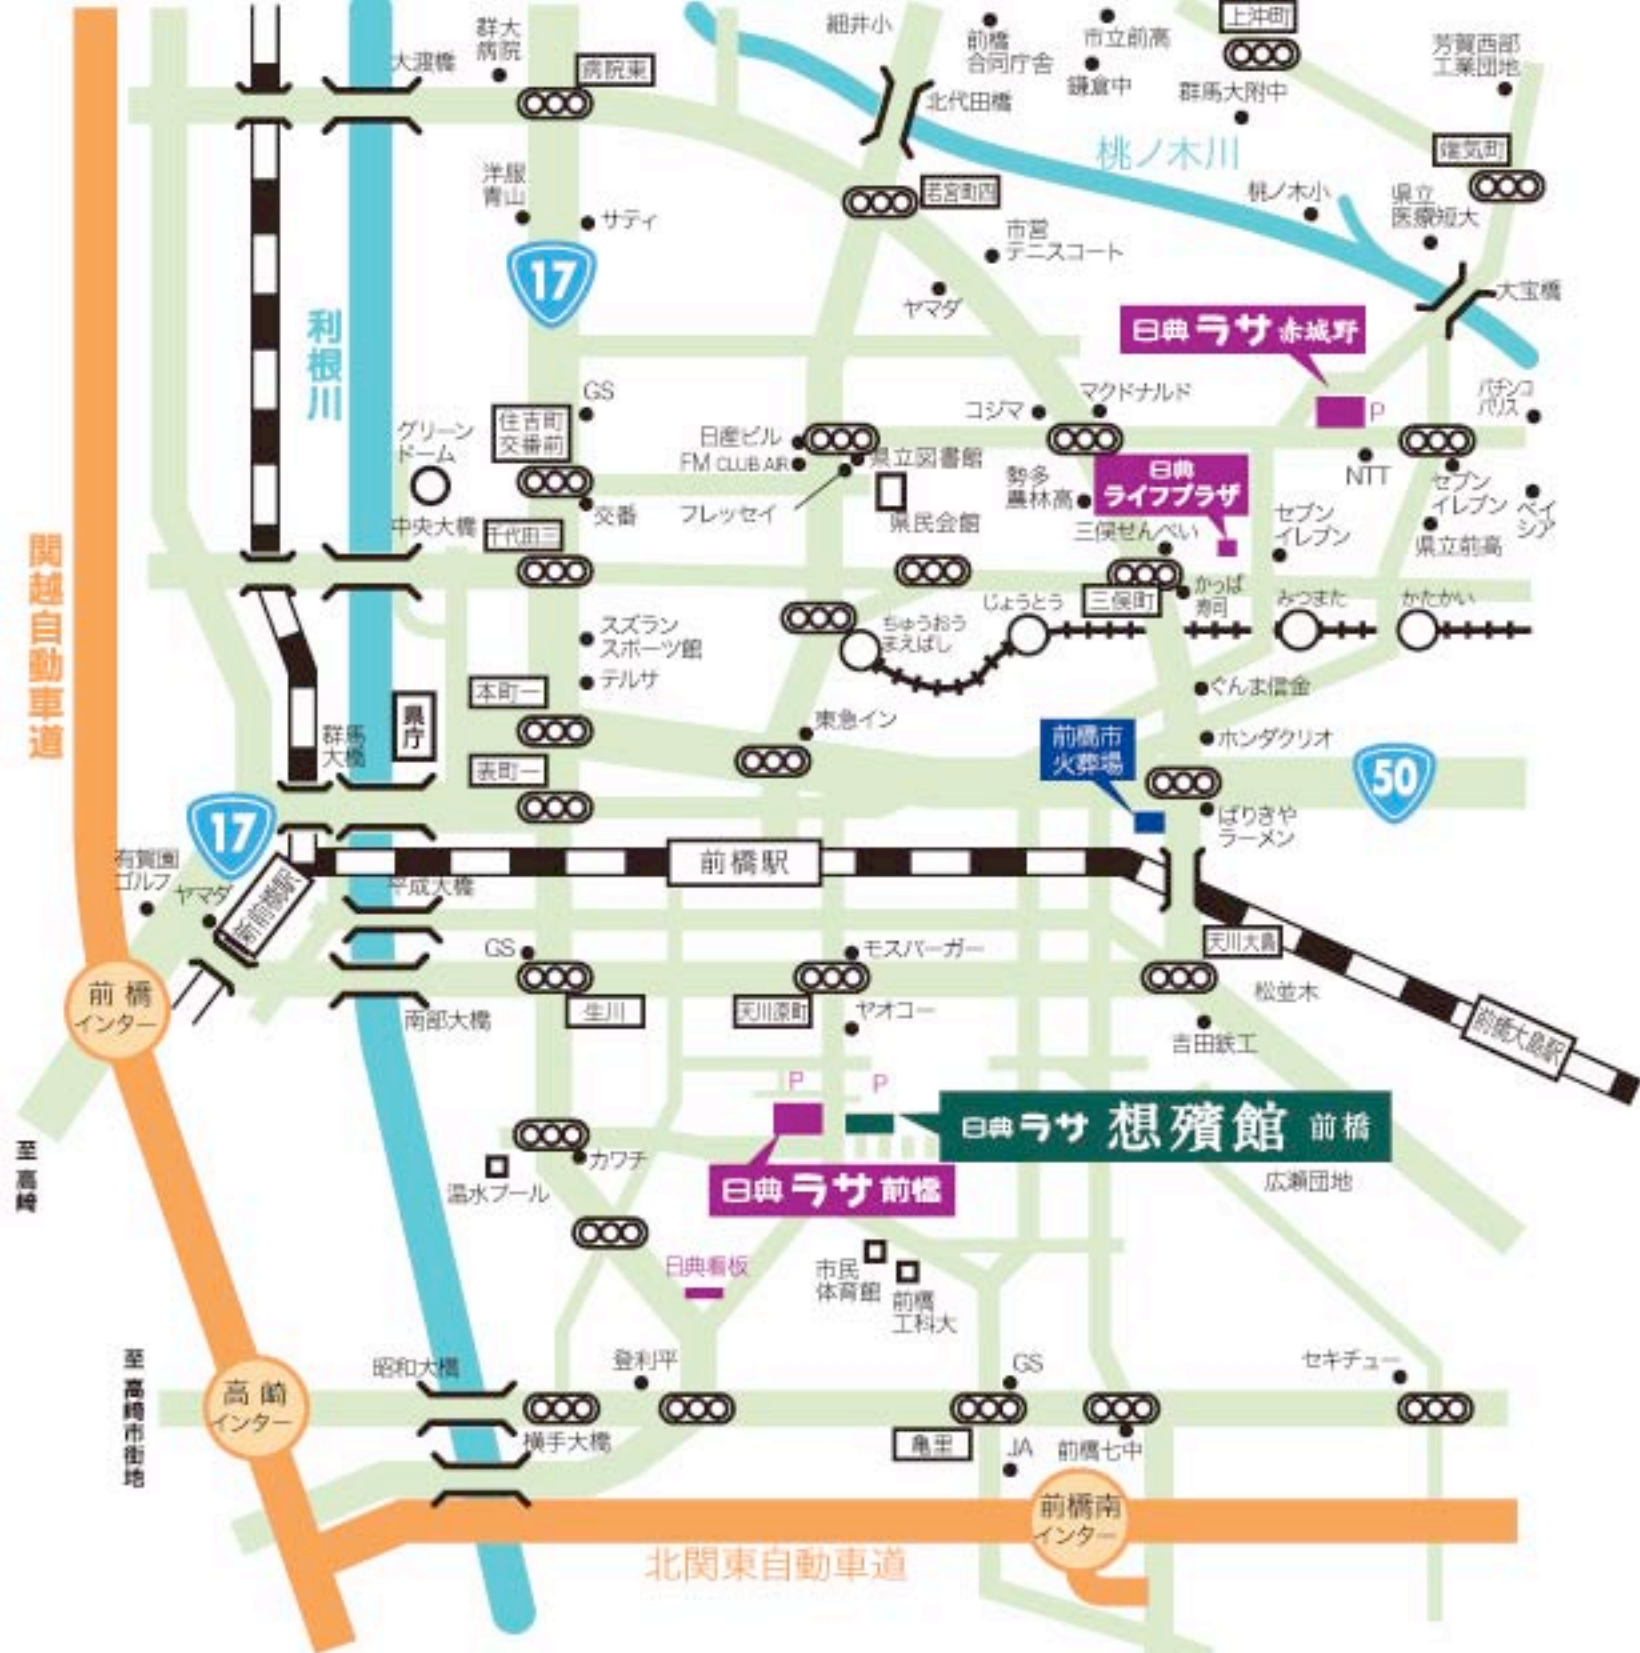 細井小
群大
病院
大渡橋
病院東
前橋
合同庁舎
市立前高
鎌倉中
上沖町
群馬大附中
芳賀西部
工業団地
北代田橋
桃ノ木川
端気町
洋服
青山
サティ
若宮町四
市営
テニスコート
桃ノ木小
県立
医療短大
17
ヤマダ
大宝橋
利根川
日典 ラサ 赤城野
GS
住吉町
交番前
グリーン
ドーム
コジマ
マクドナルド
P
パチンコ
パリス
日産ビル
FM CLUB AIR
県立図書館
フレッセイ
県民会館
勢多
農林高
日典
ライフプラザ
NTT
セブン
イレブン
セブン
イレブン
ベイ
シア
県立前高
中央大橋
交番
千代田三
三俣せんべい
関越自動車道
三俣町
かっぱ
寿司
じょうとう
ちゅうおう
まえばし
みつまた
かたかい
スズラン
スポーツ館
テルサ
本町一
県庁
群馬
大橋
表町一
東急イン
ぐんま信金
ホンダクリオ
前橋市
火葬場
50
ばりきや
ラーメン
17
有賀園
ゴルフ
ヤマダ
新前橋駅
前橋駅
平成大橋
GS
モスバーガー
天川大島
松並木
前橋
インター
南部大橋
生川
天川原町
ヤオコー
吉田鉄工
前橋大島駅
P
P
日典 ラサ 想殯館 前橋
至 高崎
カワチ
温水プール
日典 ラサ 前橋
広瀬団地
日典看板
市民
体育館
前橋
工科大
至 高崎市街地
昭和大橋
登利平
GS
セキチュー
高崎
インター
横手大橋
亀里
JA
前橋七中
前橋南
インター
北関東自動車道